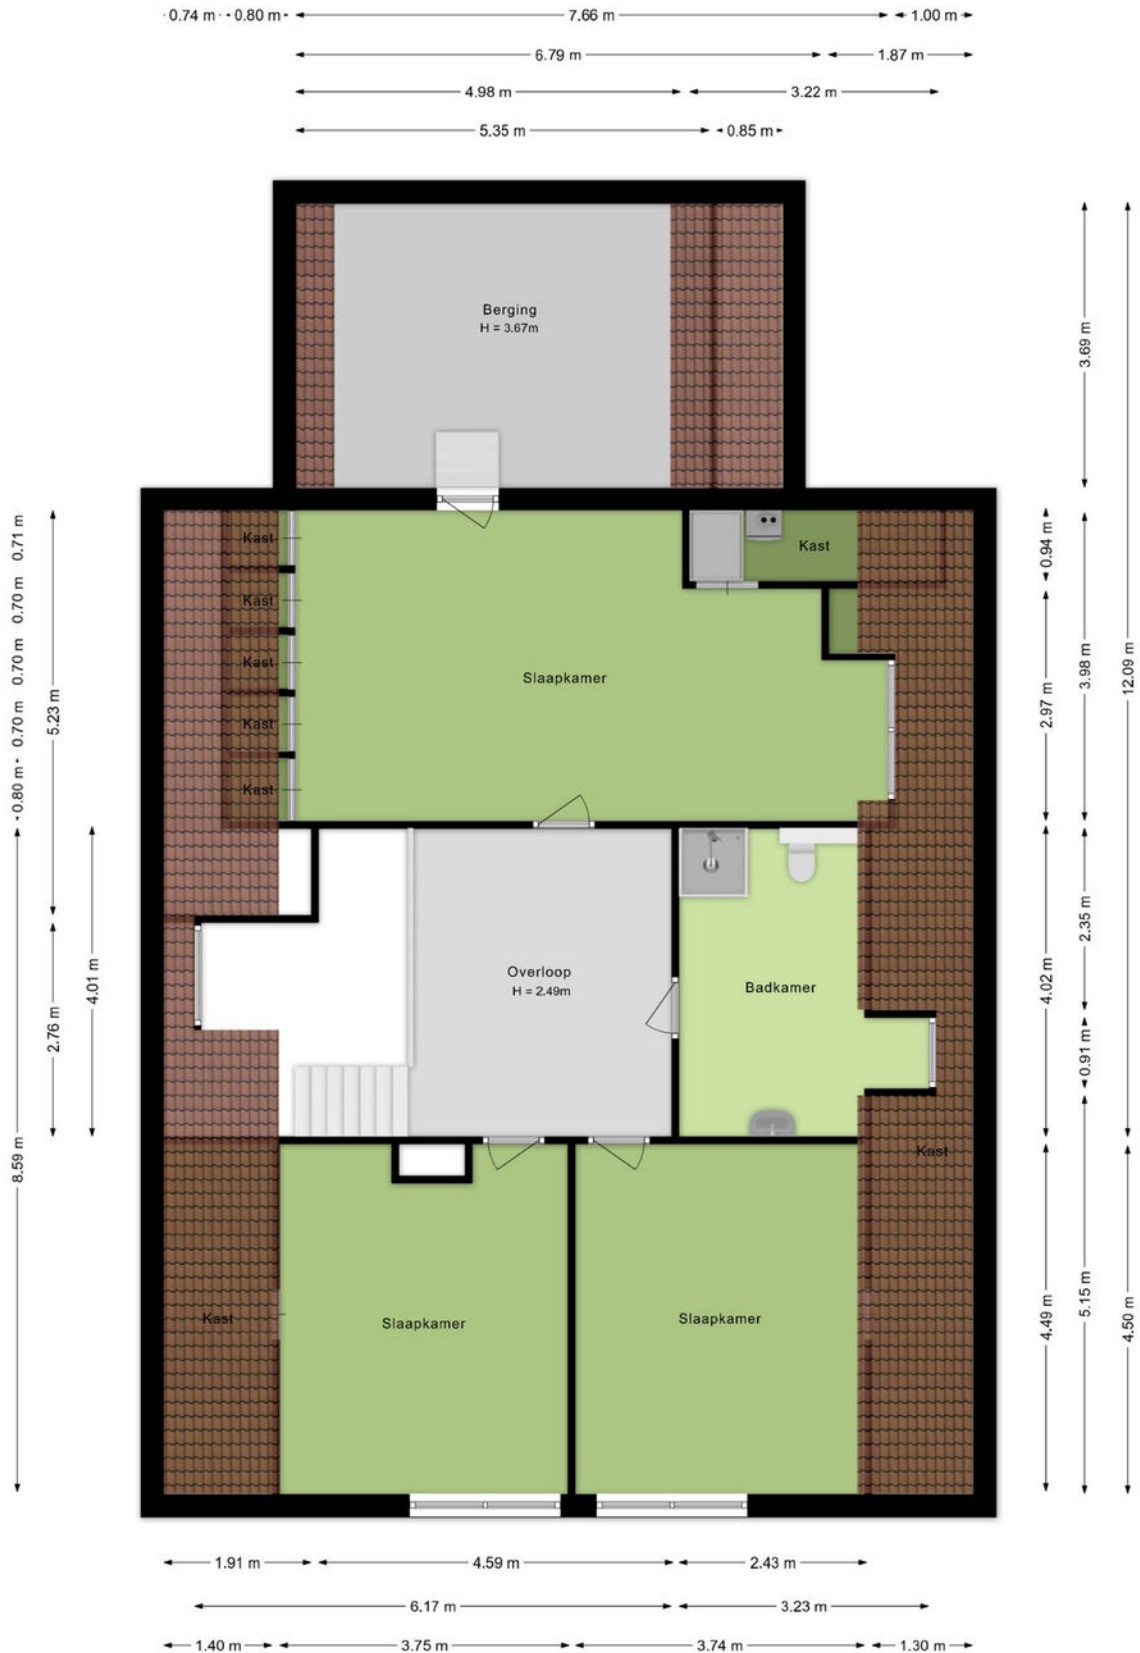 0.74 m 0.80 m 7.66 m 1.00 m
6.79 m 1.87 m
4.98 m 3.22 m
5.35 m 0.85 m
Berging
H = 3.67m
3.69 m
12.09 m
Kast
Kast
Kast
Kast
Kast
Kast
Slaapkamer
0.71 m
0.70 m
0.70 m
0.70 m
0.80 m
5.23 m
0.94 m
2.97 m
3.98 m
Overloop
H = 2.49m
Badkamer
4.01 m
2.76 m
8.59 m
2.35 m
4.02 m
0.91 m
Kast
Kast
Slaapkamer
Slaapkamer
4.49 m
5.15 m
4.50 m
1.91 m 4.59 m 2.43 m
6.17 m 3.23 m
1.40 m 3.75 m 3.74 m 1.30 m